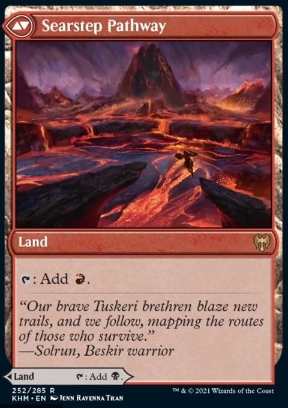 Searstep Pathway
Land
: Add .
“Our brave Tuskeri brethren blaze new
trails, and we follow, mapping the routes
of those who survive.”
—Solrun, Beskir warrior
Land : Add .
252/285 R
KHM • EN Jenn Ravenna Tran
™ & © 2021 Wizards of the Coast